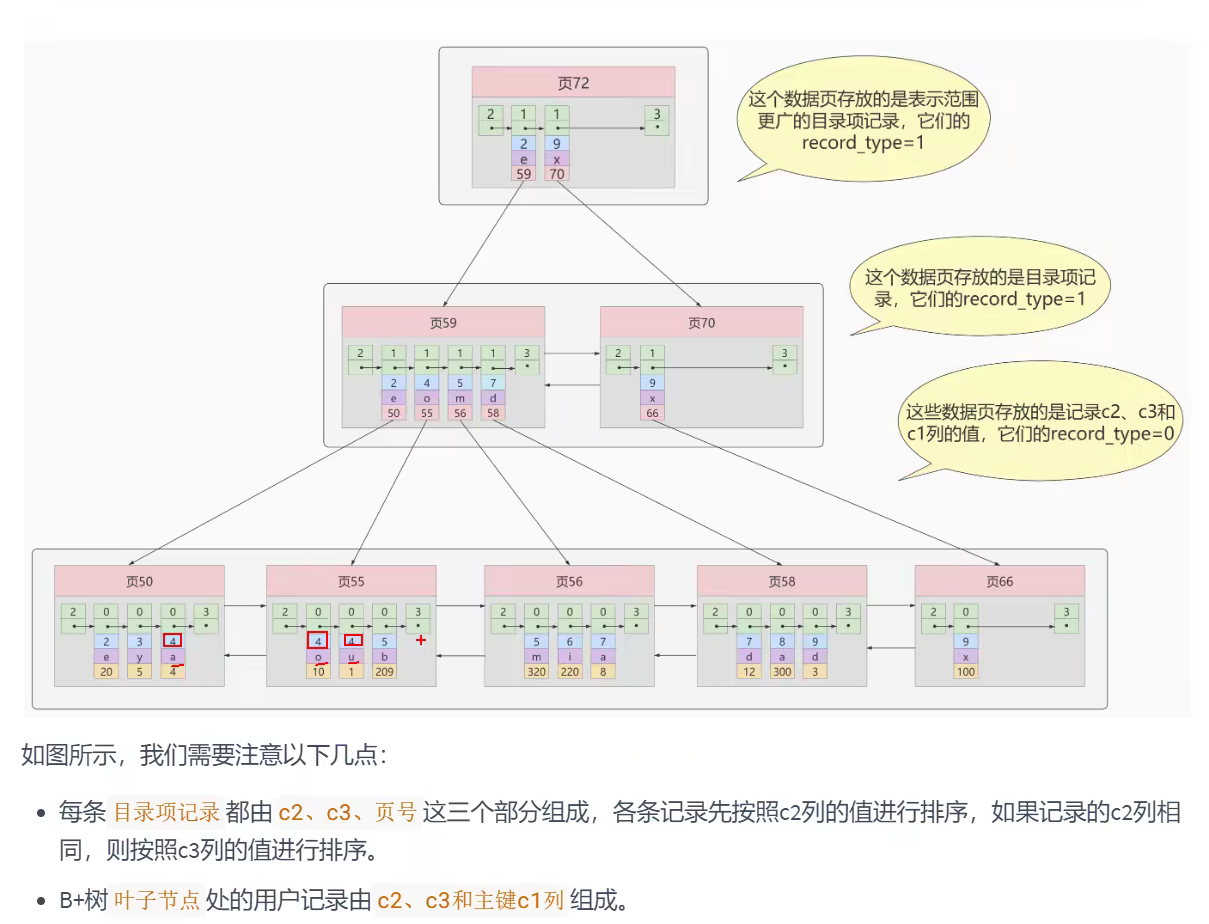 页72
2 1 1 3
2 9
e x
59 70
这个数据页存放的是表示范围
更广的目录项记录，它们的
record_type=1
这个数据页存放的是目录项记
录，它们的record_type=1
页59 页70
2 1 1 1 1 3 2 1 3
2 4 5 7 9
e o m d x
50 55 56 58 66
这些数据页存放的是记录c2、c3和
c1列的值，它们的record_type=0
页50 页55 页56 页58 页66
2 0 0 0 3 2 0 0 0 3 2 0 0 0 3 2 0 0 0 3 2 0 3
2 3 4 4 4 5 5 6 7 7 8 9 9
e y a o u b m i a d a d x
20 5 4 10 1 209 320 220 8 12 300 3 100
如图所示，我们需要注意以下几点：
每条 目录项记录 都由 c2、c3、页号 这三个部分组成，各条记录先按照c2列的值进行排序，如果记录的c2列相
同，则按照c3列的值进行排序。
B+树 叶子节点 处的用户记录由 c2、c3和主键c1列 组成。